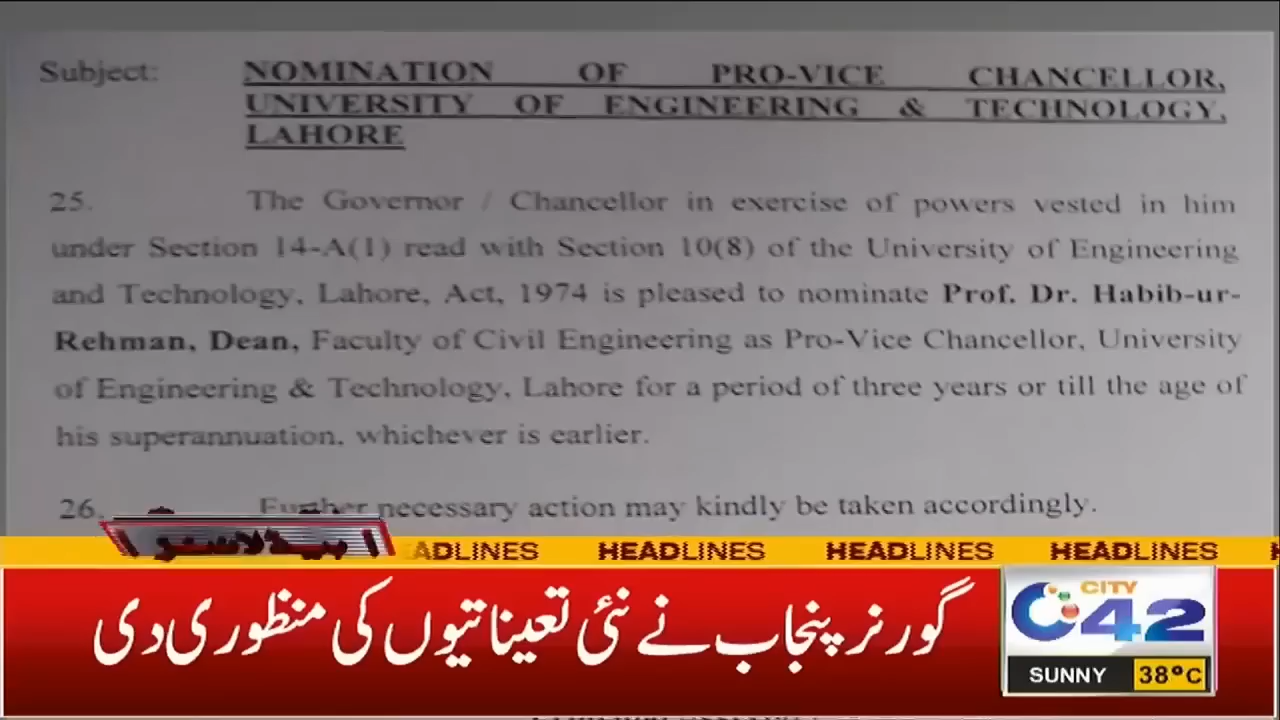 Subject: NOMINATION OF PRO-VICE CHANCELLOR,
UNIVERSITY OF ENGINEERING & TECHNOLOGY,
LAHORE
25. The Governor / Chancellor in exercise of powers vested in him
under Section 14-A(1) read with Section 10(8) of the University of Engineering
and Technology, Lahore, Act, 1974 is pleased to nominate Prof. Dr. Habib-ur-
Rehman, Dean, Faculty of Civil Engineering as Pro-Vice Chancellor, University
of Engineering & Technology, Lahore for a period of three years or till the age of
his superannuation, whichever is earlier.
26. Further necessary action may kindly be taken accordingly.
ہیڈلائنز
ADLINES HEADLINES HEADLINES HEADLINES
گورنر پنجاب نے نئی تعیناتیوں کی منظوری دی
CITY
42
SUNNY 38°C